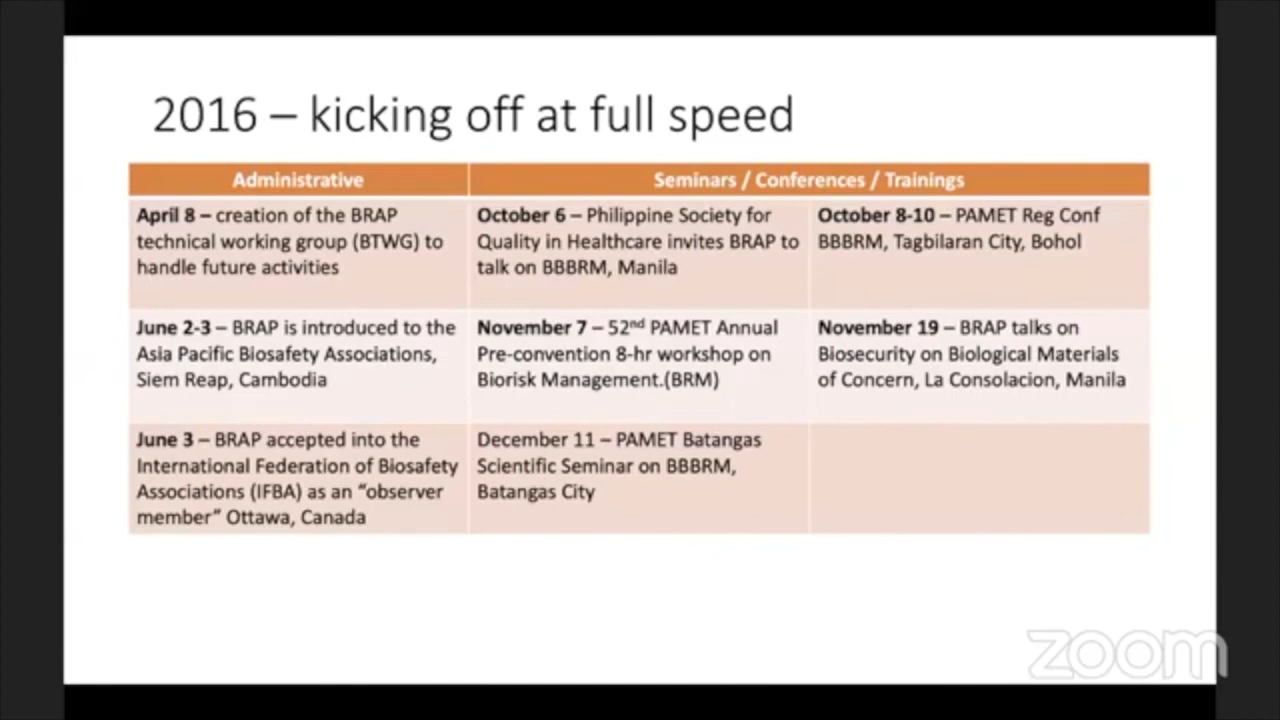 2016 – kicking off at full speed
Administrative
Seminars / Conferences / Trainings
April 8 – creation of the BRAP
technical working group (BTWG) to
handle future activities
October 6 – Philippine Society for
Quality in Healthcare invites BRAP to
talk on BBBRM, Manila
October 8-10 – PAMET Reg Conf
BBBRM, Tagbilaran City, Bohol
June 2-3 – BRAP is introduced to the
Asia Pacific Biosafety Associations,
Siem Reap, Cambodia
November 7 – 52nd PAMET Annual
Pre-convention 8-hr workshop on
Biorisk Management.(BRM)
November 19 – BRAP talks on
Biosecurity on Biological Materials
of Concern, La Consolacion, Manila
June 3 – BRAP accepted into the
International Federation of Biosafety
Associations (IFBA) as an “observer
member” Ottawa, Canada
December 11 – PAMET Batangas
Scientific Seminar on BBBRM,
Batangas City
zoom